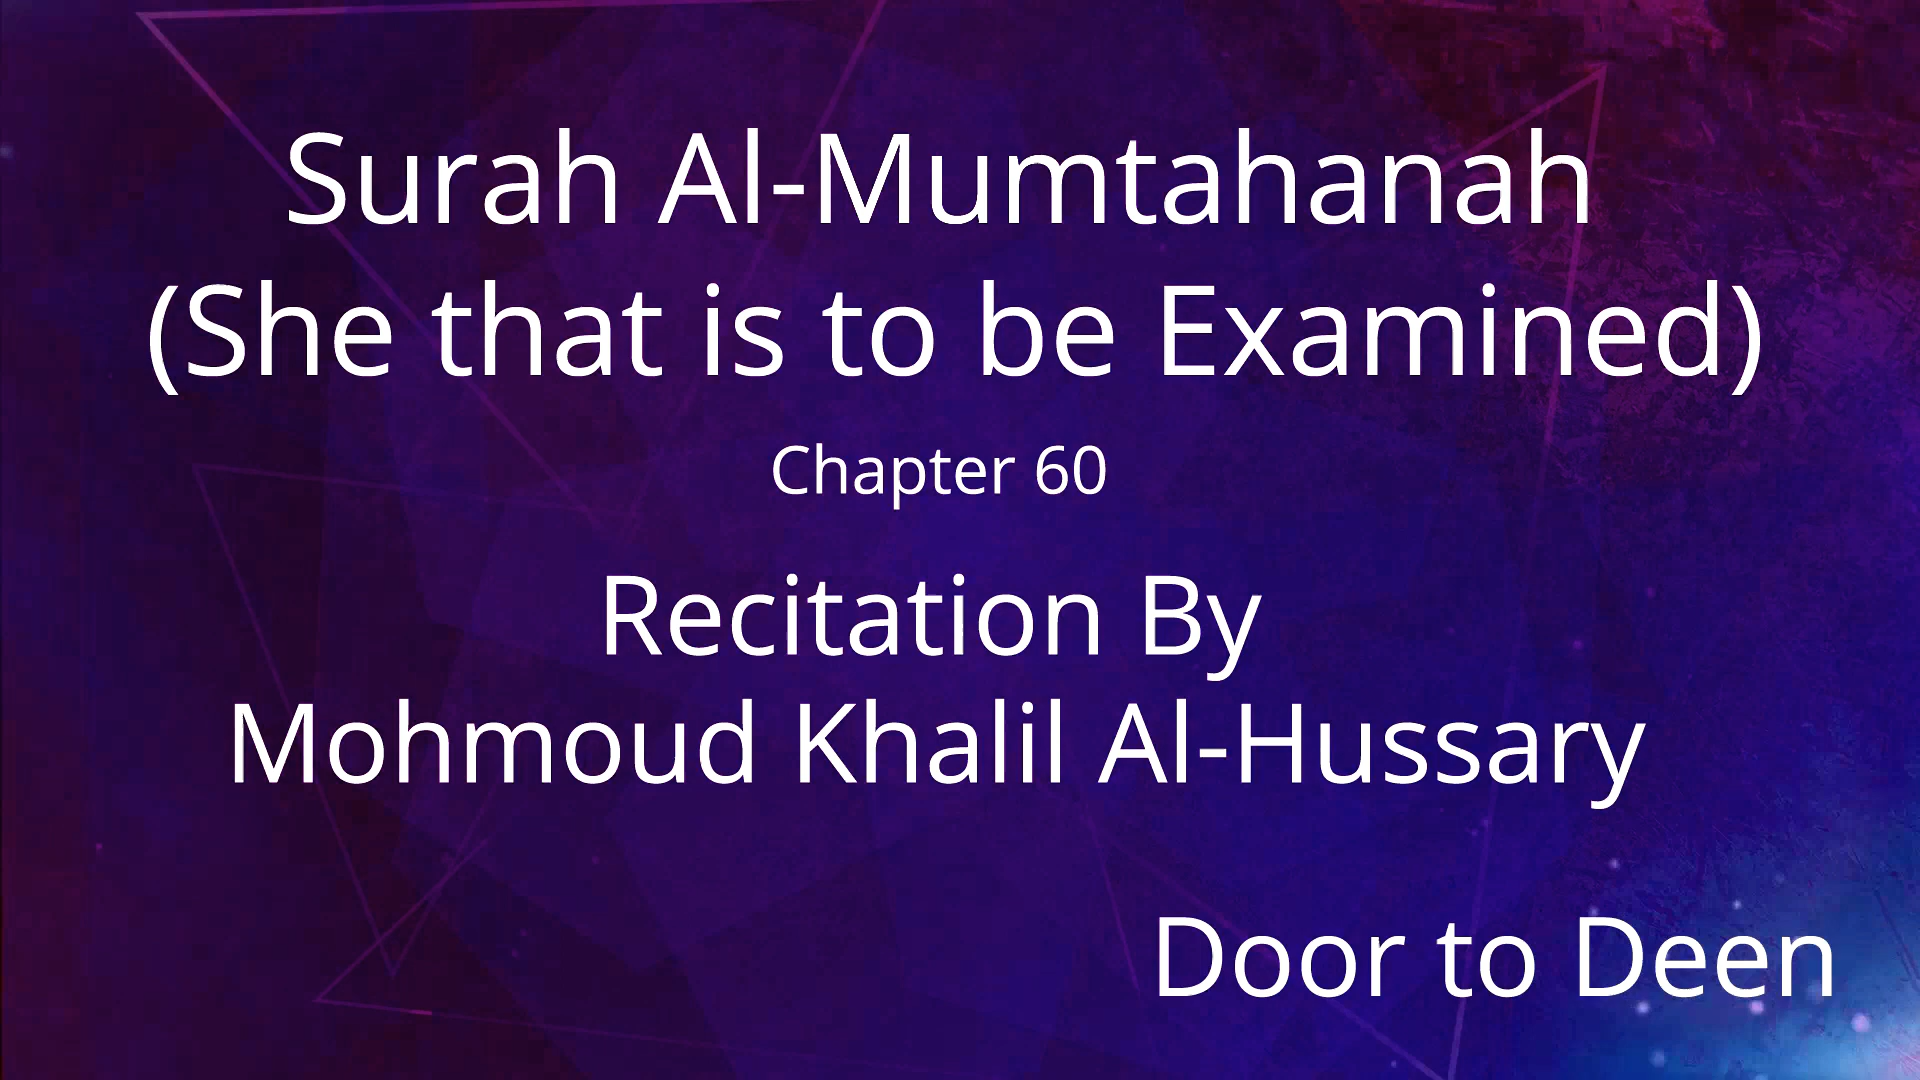 Surah Al-Mumtahanah
(She that is to be Examined)
Chapter 60
Recitation By
Mohmoud Khalil Al-Hussary
Door to Deen